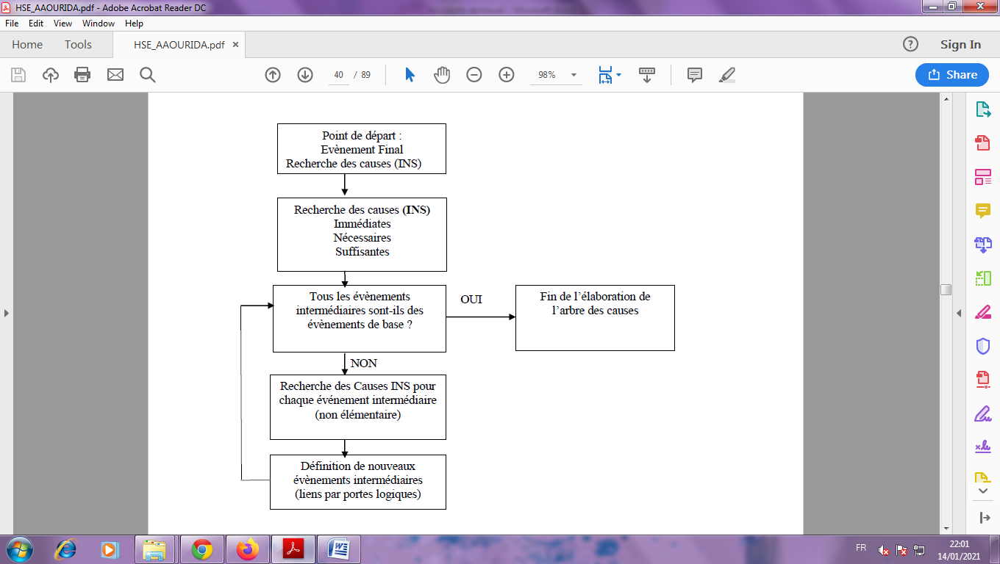 HSE_AAOURIDA.pdf - Adobe Acrobat Reader DC
File Edit View Window Help
Home Tools HSE_AAOURIDA.pdf × Sign In
40 / 89 98% Share
Point de départ :
Evènement Final
Recherche des causes (INS)
Recherche des causes (INS)
Immédiates
Nécessaires
Suffisantes
Tous les évènements
intermédiaires sont-ils des
évènements de base ?
OUI
Fin de l’élaboration de
l’arbre des causes
NON
Recherche des Causes INS pour
chaque événement intermédiaire
(non élémentaire)
Définition de nouveaux
évènements intermédiaires
(liens par portes logiques)
FR 22:01
14/01/2021